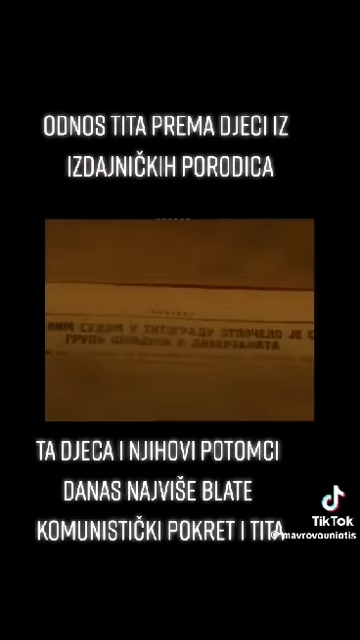 ODNOS TITA PREMA DJECI IZ
IZDAJNIČKIH PORODICA
НИМ СУДОМ У ТИТОГРАДУ ОТПОЧЕЛО ЈЕ С
ГРУПА ШПИЈУНА И ДИВЕРЗАНАТА
TA DJECA I NJIHOVI POTOMCI
DANAS NAJVIŠE BLATE
KOMUNISTIČKI POKRET I TITA
TikTok
@mavrovouniotis